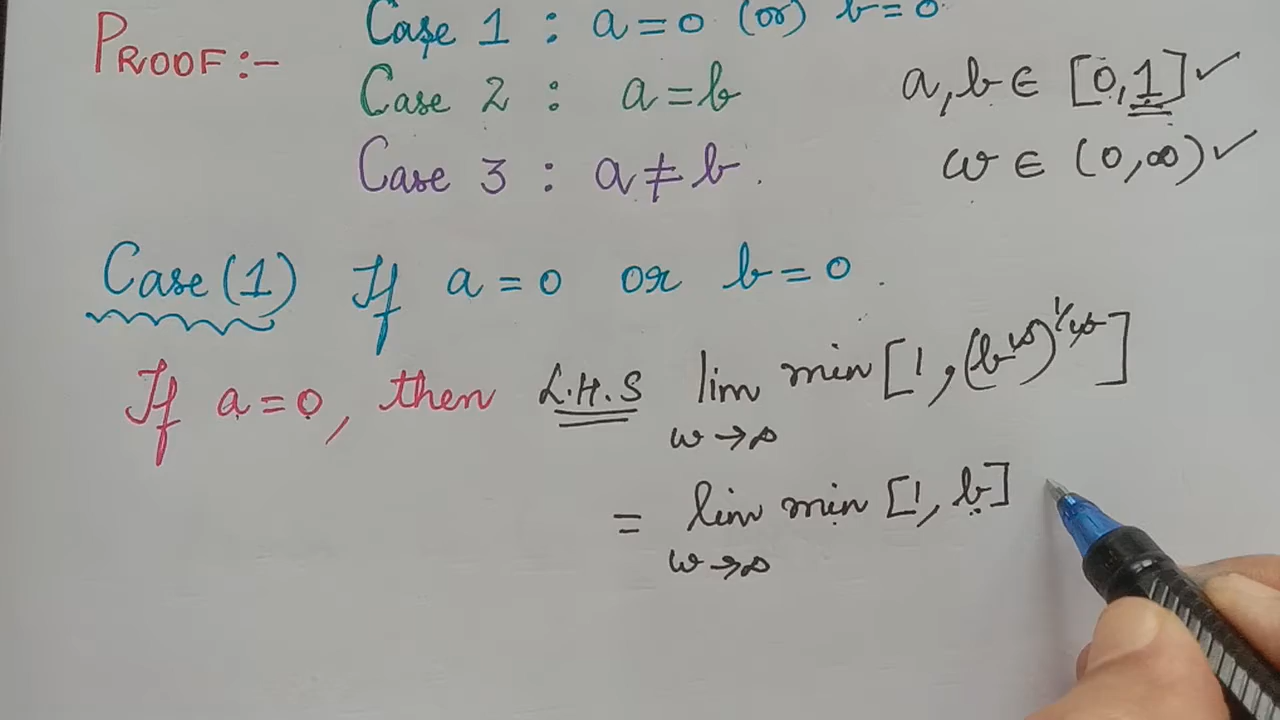 PROOF:- Case 1 : a = 0 (or) b = 0
Case 2 : a = b
a, b ∈ [0, 1] ✓
Case 3 : a ≠ b.
w ∈ (0, ∞) ✓
Case (1) If a = 0 or b = 0.
If a = 0, then L.H.S lim min [1, (b^w)^1/w]
w → ∞
= lim min [1, b]
w → ∞